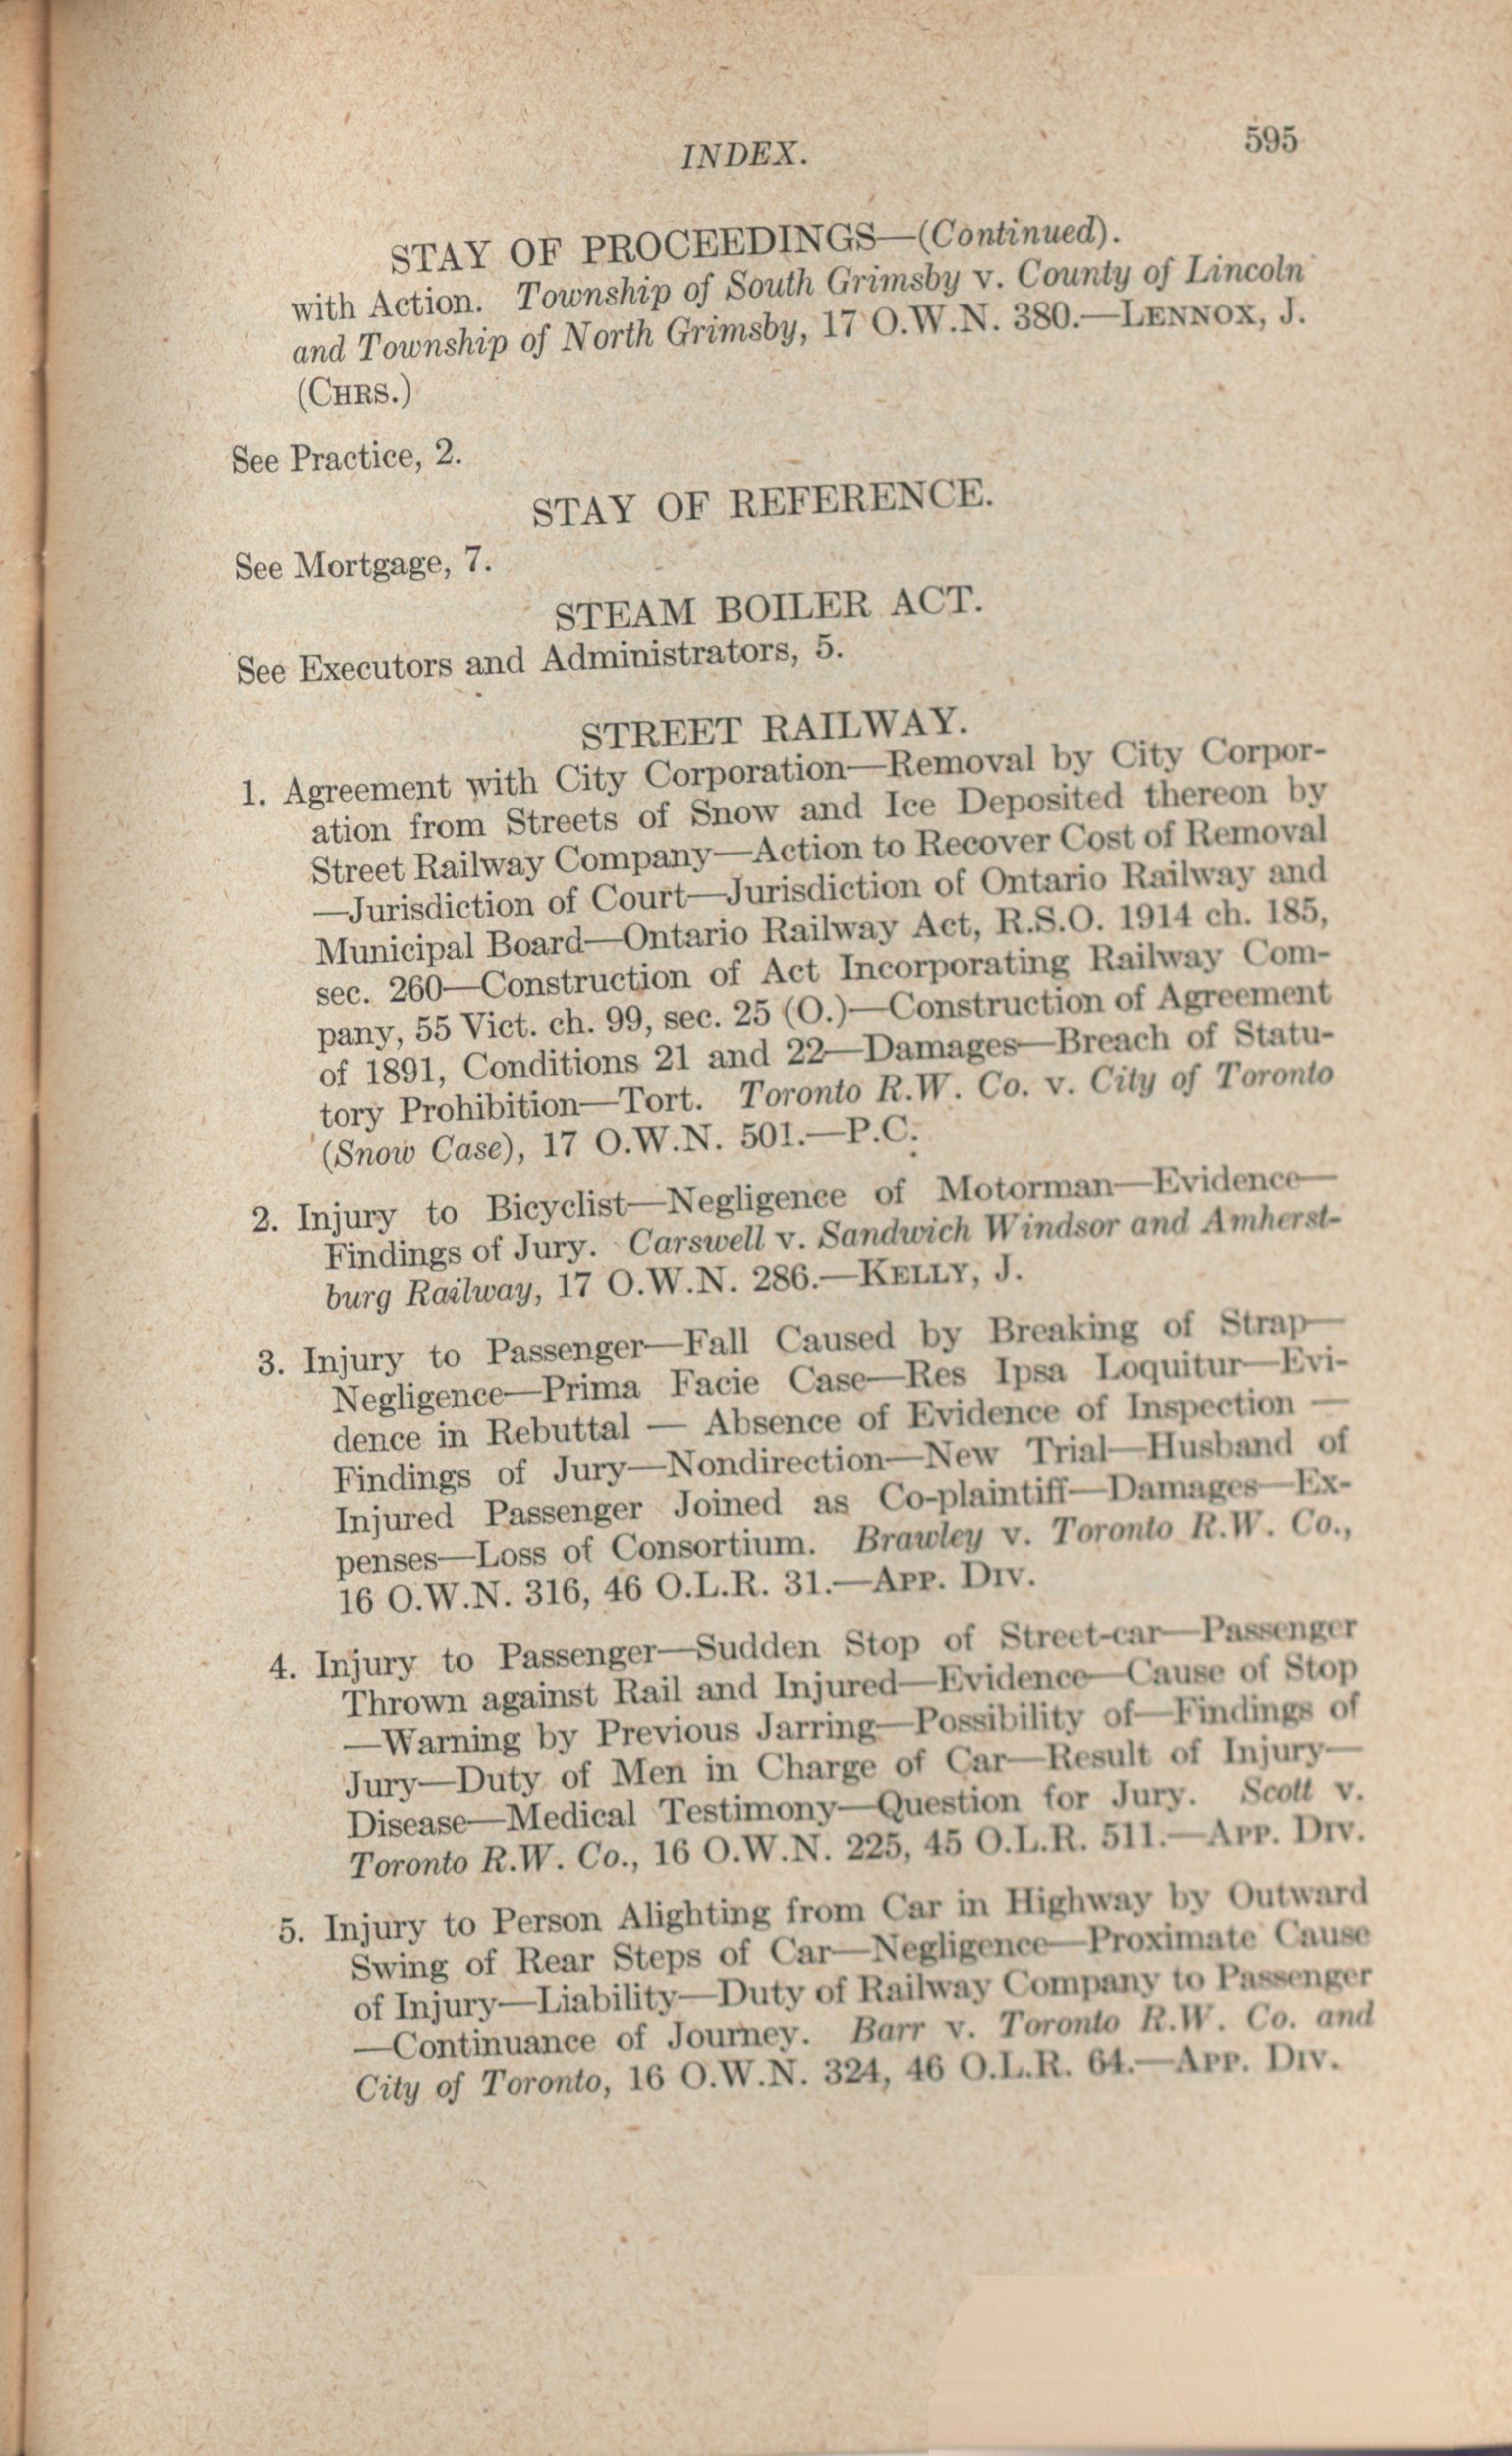 INDEX. 595
STAY OF PROCEEDINGS—(Continued).
with Action. Township of South Grimsby v. County of Lincoln
and Township of North Grimsby, 17 O.W.N. 380.—LENNOX, J.
(CHRS.)
See Practice, 2.
STAY OF REFERENCE.
See Mortgage, 7.
STEAM BOILER ACT.
See Executors and Administrators, 5.
STREET RAILWAY.
1. Agreement with City Corporation—Removal by City Corpor-
ation from Streets of Snow and Ice Deposited thereon by
Street Railway Company—Action to Recover Cost of Removal
—Jurisdiction of Court—Jurisdiction of Ontario Railway and
Municipal Board—Ontario Railway Act, R.S.O. 1914 ch. 185,
sec. 260—Construction of Act Incorporating Railway Com-
pany, 55 Vict. ch. 99, sec. 25 (O.)—Construction of Agreement
of 1891, Conditions 21 and 22—Damages—Breach of Statu-
tory Prohibition—Tort. Toronto R.W. Co. v. City of Toronto
(Snow Case), 17 O.W.N. 501.—P.C.
2. Injury to Bicyclist—Negligence of Motorman—Evidence—
Findings of Jury. Carswell v. Sandwich Windsor and Amherst-
burg Railway, 17 O.W.N. 286.—KELLY, J.
3. Injury to Passenger—Fall Caused by Breaking of Strap—
Negligence—Prima Facie Case—Res Ipsa Loquitur—Evi-
dence in Rebuttal — Absence of Evidence of Inspection —
Findings of Jury—Nondirection—New Trial—Husband of
Injured Passenger Joined as Co-plaintiff—Damages—Ex-
penses—Loss of Consortium. Brawley v. Toronto R.W. Co.,
16 O.W.N. 316, 46 O.L.R. 31.—APP. DIV.
4. Injury to Passenger—Sudden Stop of Street-car—Passenger
Thrown against Rail and Injured—Evidence—Cause of Stop
—Warning by Previous Jarring—Possibility of—Findings of
Jury—Duty of Men in Charge of Car—Result of Injury—
Disease—Medical Testimony—Question for Jury. Scott v.
Toronto R.W. Co., 16 O.W.N. 225, 45 O.L.R. 511.—APP. DIV.
5. Injury to Person Alighting from Car in Highway by Outward
Swing of Rear Steps of Car—Negligence—Proximate Cause
of Injury—Liability—Duty of Railway Company to Passenger
—Continuance of Journey. Barr v. Toronto R.W. Co. and
City of Toronto, 16 O.W.N. 324, 46 O.L.R. 64.—APP. DIV.